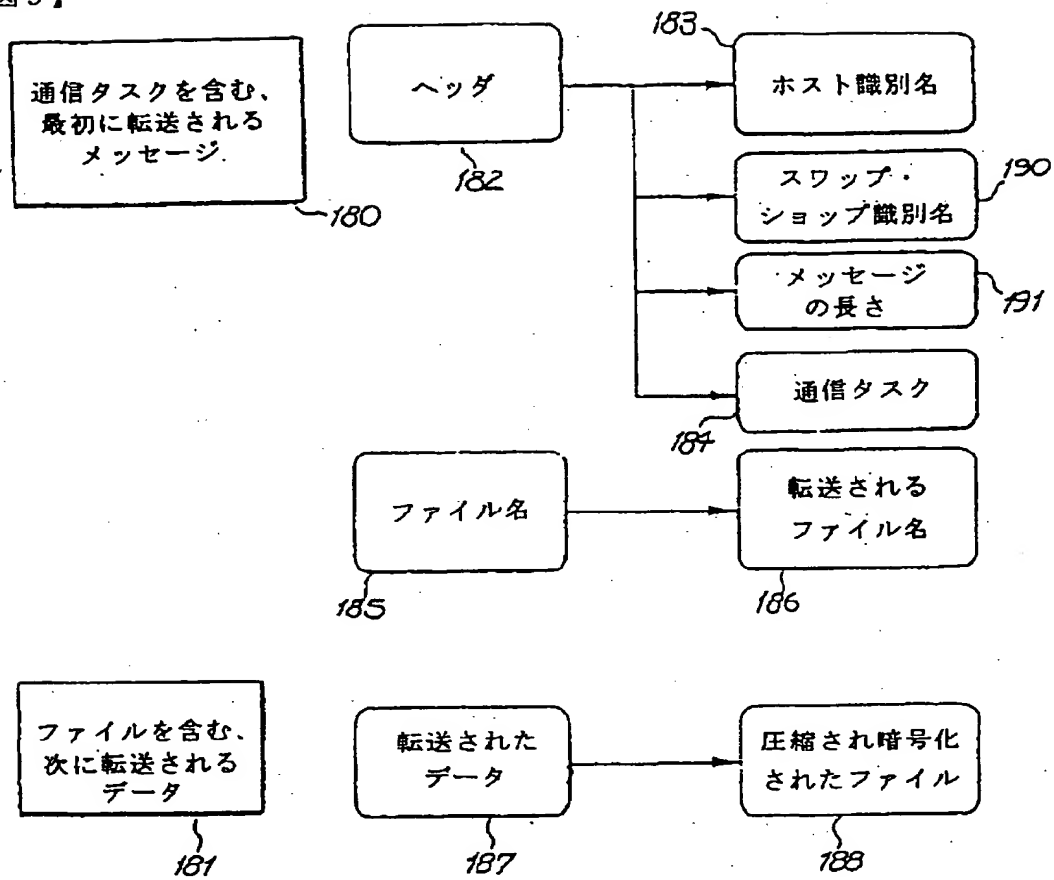 図9】
183
通信タスクを含む、
最初に転送される
メッセージ
180
ヘッダ
182
ホスト識別名
スワップ・
ショップ識別名
190
メッセージ
の長さ
191
通信タスク
184
ファイル名
185
転送される
ファイル名
186
ファイルを含む、
次に転送される
データ
181
転送された
データ
187
圧縮され暗号化
されたファイル
188